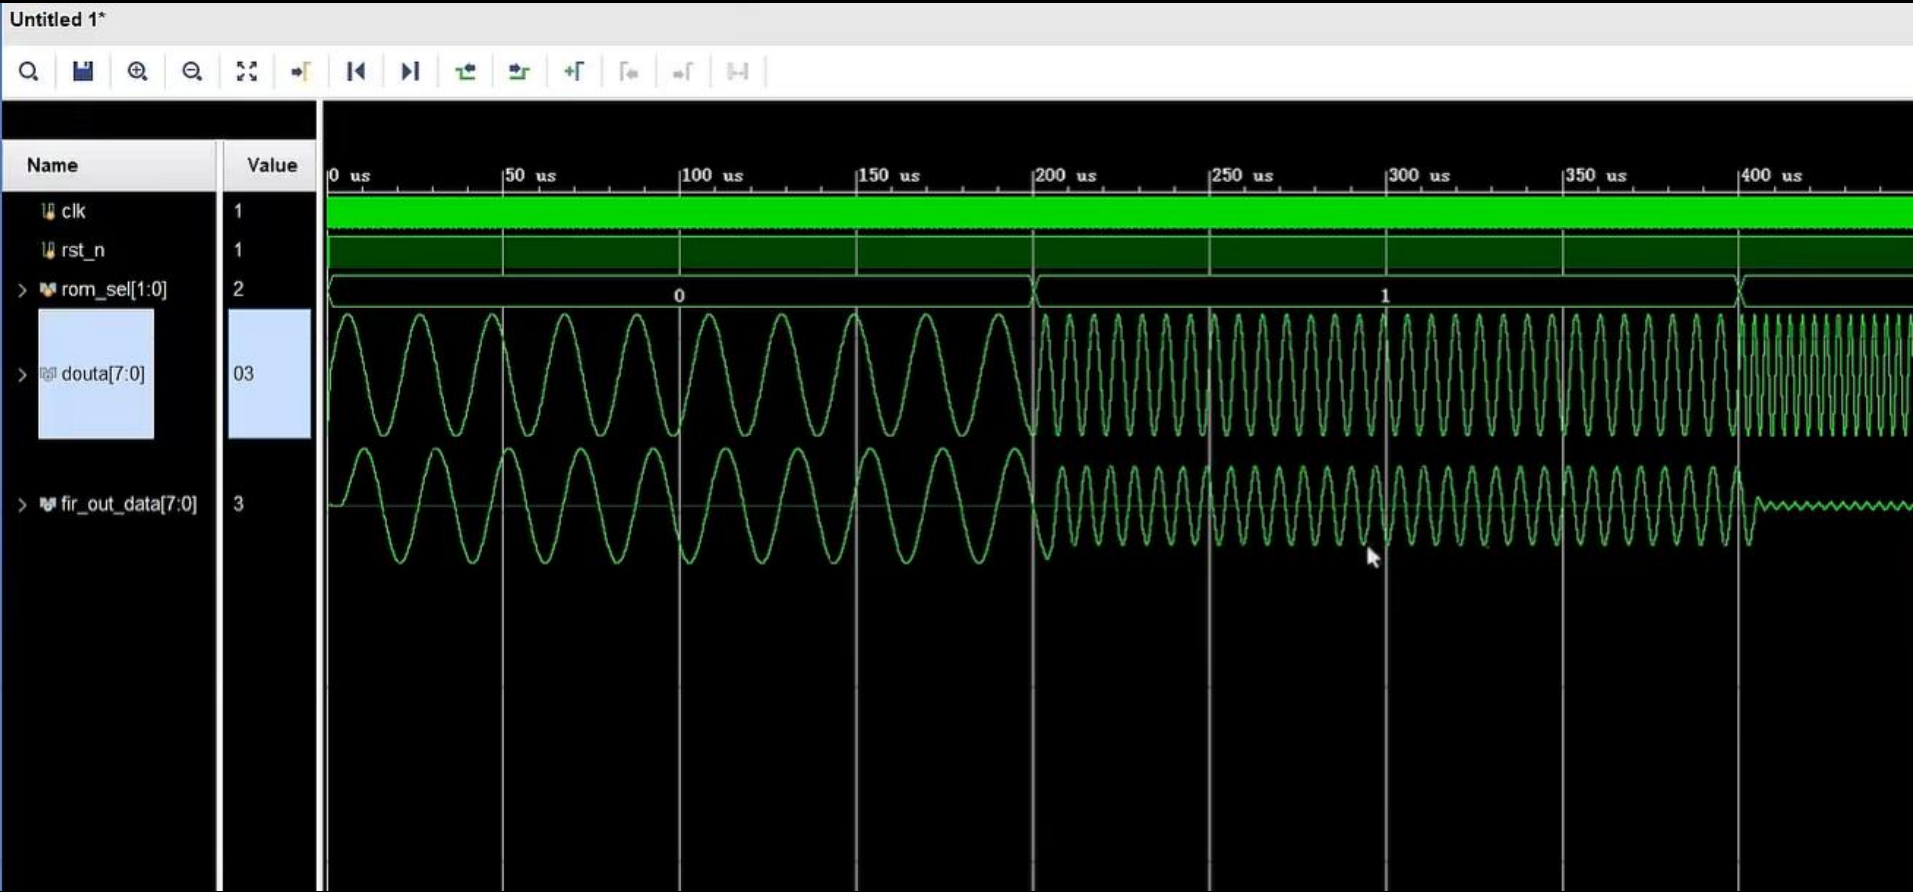 Untitled 1*
Name Value
0 us 50 us 100 us 150 us 200 us 250 us 300 us 350 us 400 us
clk 1
rst_n 1
rom_sel[1:0] 2 0 1
douta[7:0] 03
fir_out_data[7:0] 3